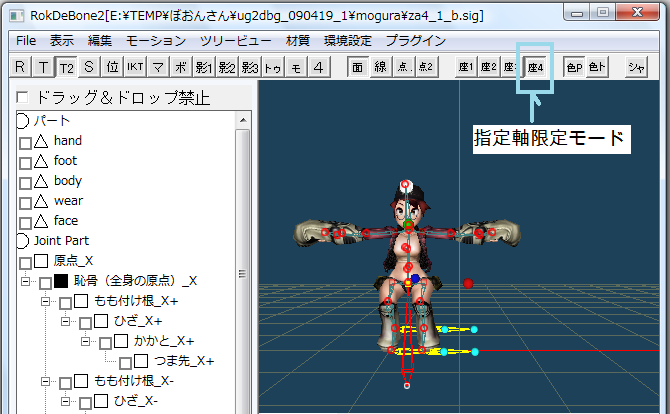 RokDeBone2[E:¥TEMP¥ぽおんさん¥ug2dbg_090419_1¥mogura¥za4_1_b.sig]
File 表示 編集 モーション ツリービュー 材質 環境設定 プラグイン
R T T2 S 位 IKT マ ボ 影1 影2 影3 トゥ モ 4 面 線 点. 点2 座1 座2 座3 座4 色P 色ト シャ
ドラッグ＆ドロップ禁止
指定軸限定モード
パート
hand
foot
body
wear
face
Joint Part
原点_X
恥骨（全身の原点）_X
もも付け根_X+
ひざ_X+
かかと_X+
つま先_X+
もも付け根_X-
ひざ_X-